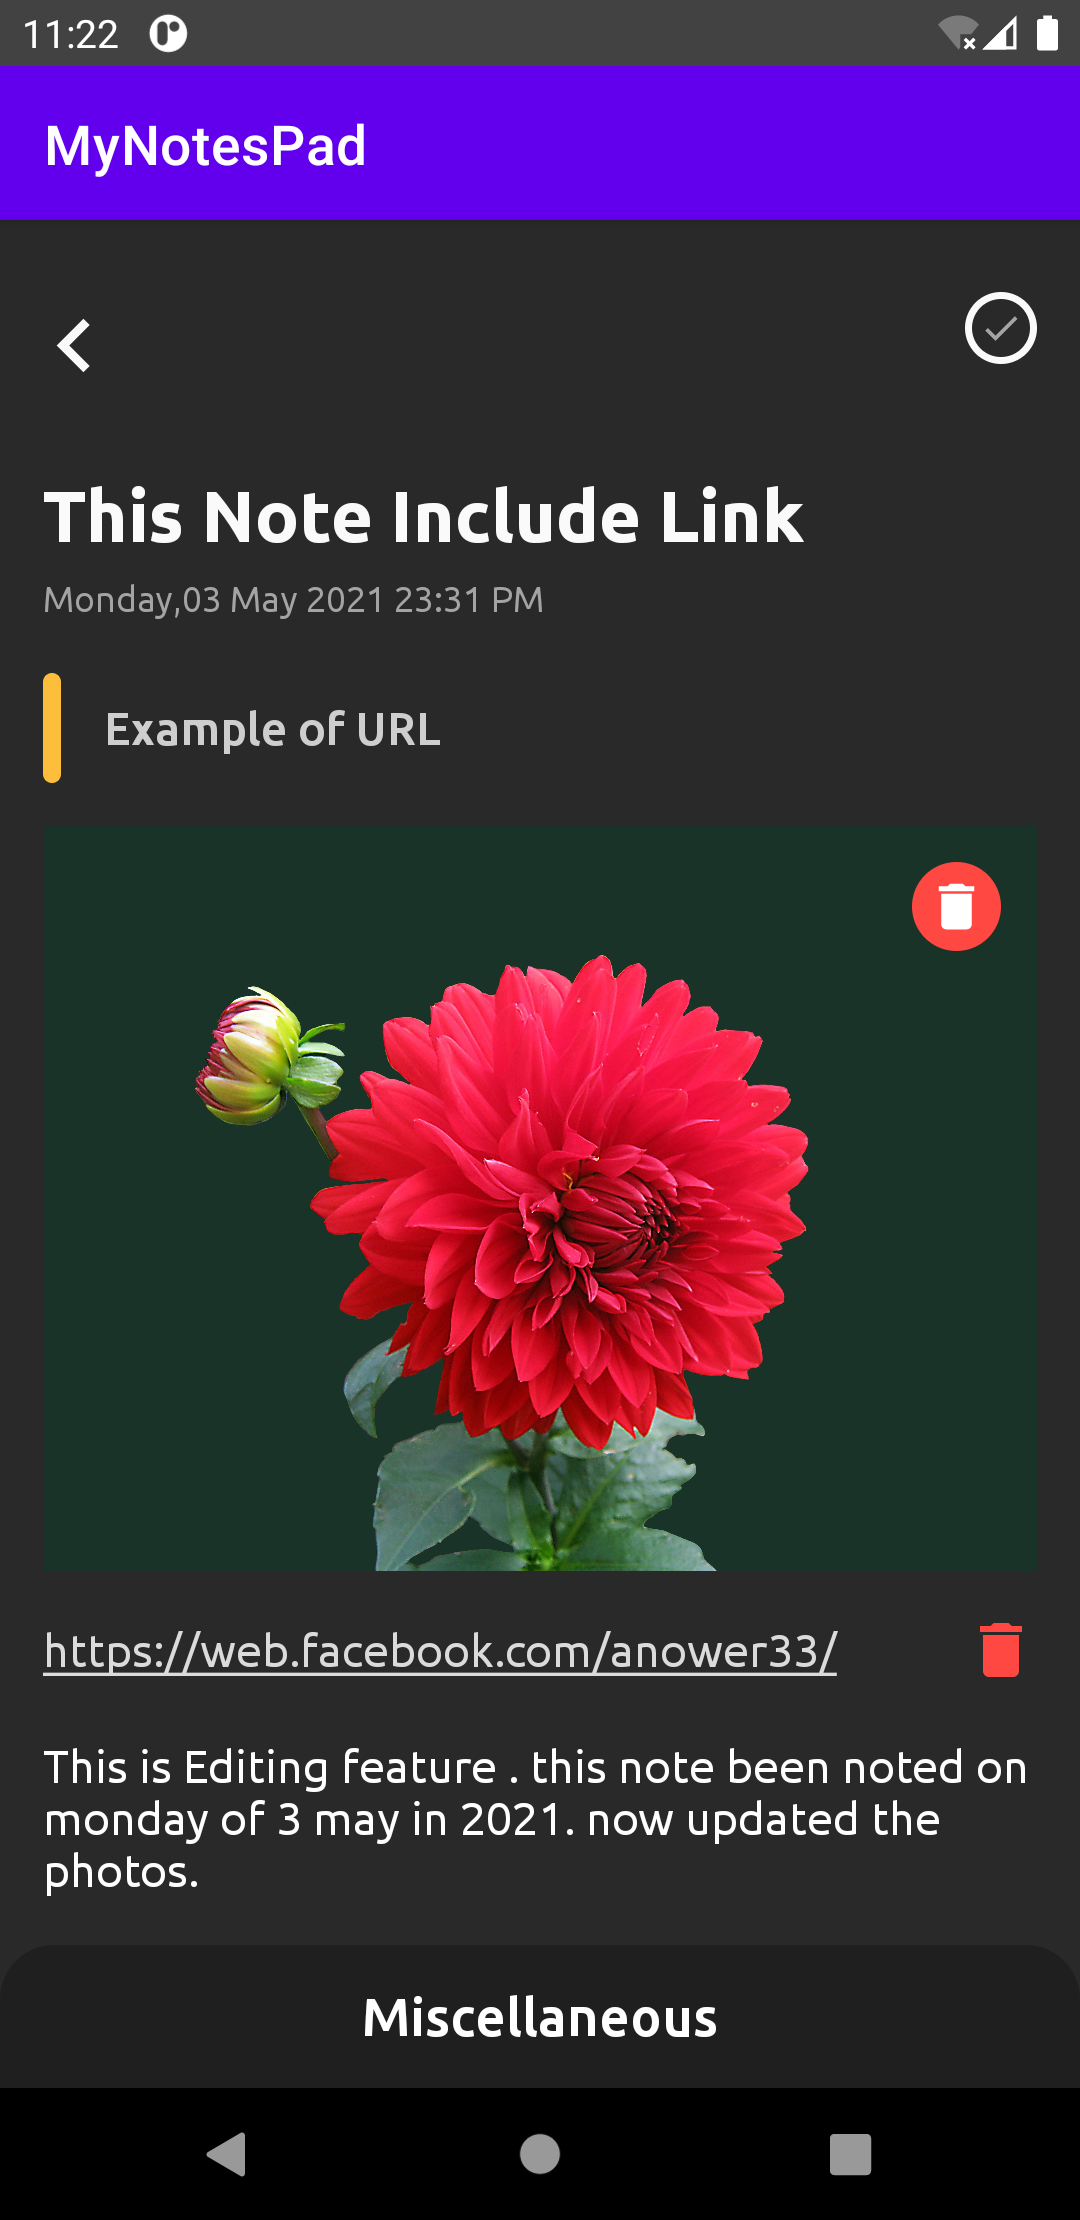 11:22
MyNotesPad
This Note Include Link
Monday,03 May 2021 23:31 PM
Example of URL
https://web.facebook.com/anower33/
This is Editing feature . this note been noted on
monday of 3 may in 2021. now updated the
photos.
Miscellaneous